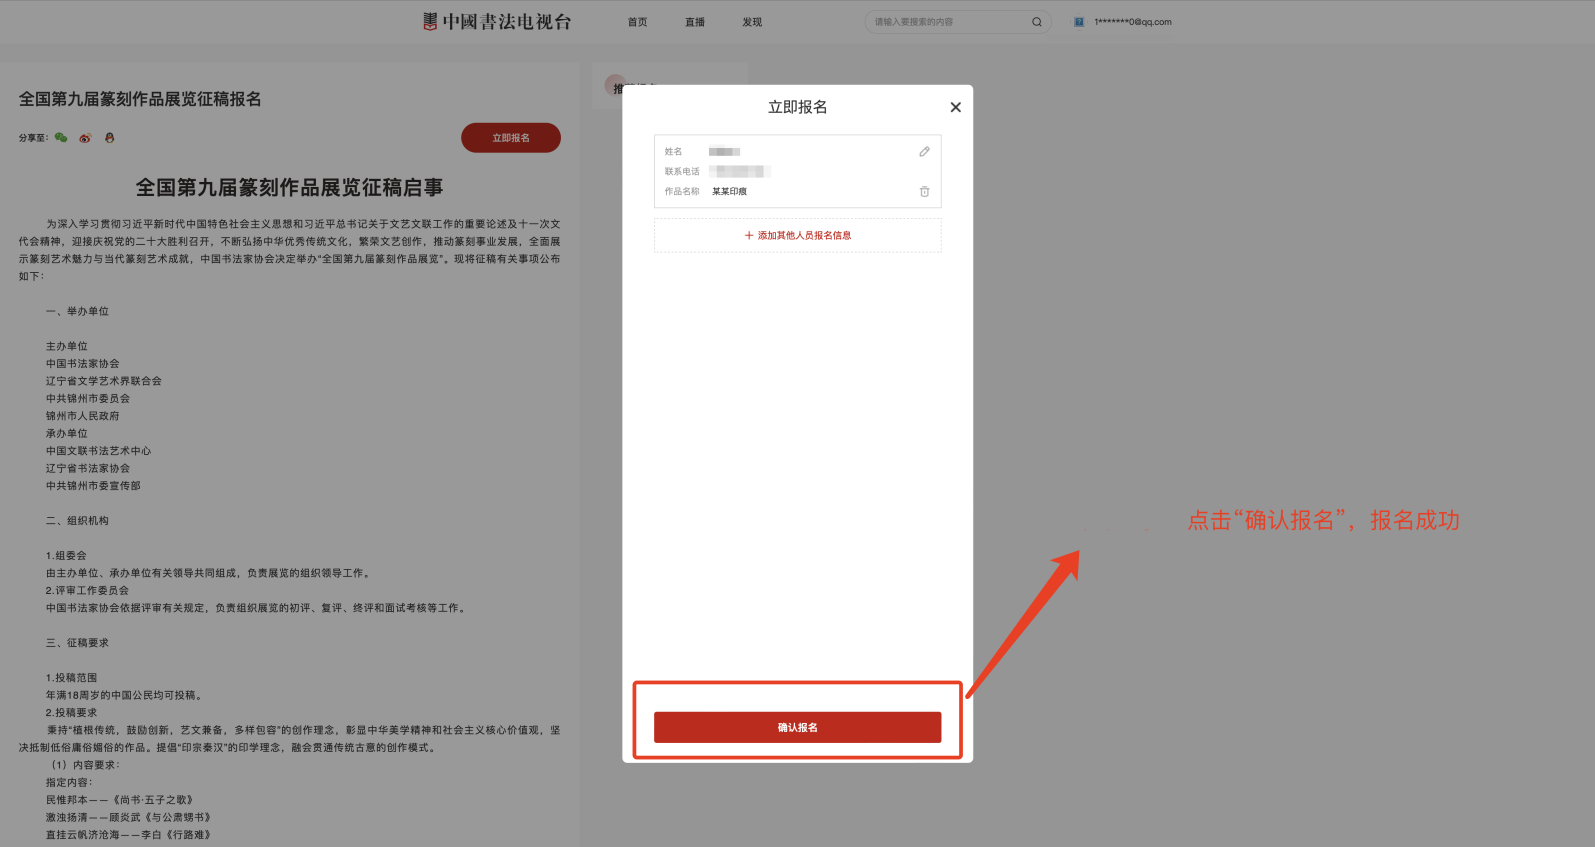 中國書法电视台
首页
直播
发现
请输入要搜索的内容
1*******0@qq.com
全国第九届篆刻作品展览征稿报名
分享至：
立即报名
全国第九届篆刻作品展览征稿启事
为深入学习贯彻习近平新时代中国特色社会主义思想和习近平总书记关于文艺文联工作的重要论述及十一次文
代会精神，迎接庆祝党的二十大胜利召开，不断弘扬中华优秀传统文化，繁荣文艺创作，推动篆刻事业发展，全面展
示篆刻艺术魅力与当代篆刻艺术成就，中国书法家协会决定举办“全国第九届篆刻作品展览”。现将征稿有关事项公布
如下：
一、举办单位
主办单位
中国书法家协会
辽宁省文学艺术界联合会
中共锦州市委员会
锦州市人民政府
承办单位
中国文联书法艺术中心
辽宁省书法家协会
中共锦州市委宣传部
二、组织机构
1.组委会
由主办单位、承办单位有关领导共同组成，负责展览的组织领导工作。
2.评审工作委员会
中国书法家协会依据评审有关规定，负责组织展览的初评、复评、终评和面试考核等工作。
三、征稿要求
1.投稿范围
年满18周岁的中国公民均可投稿。
2.投稿要求
秉持“植根传统，鼓励创新，艺文兼备，多样包容”的创作理念，彰显中华美学精神和社会主义核心价值观，坚
决抵制低俗庸俗媚俗的作品。提倡“印宗秦汉”的印学理念，融会贯通传统古意的创作模式。
（1）内容要求：
指定内容：
民惟邦本——《尚书·五子之歌》
激浊扬清——顾炎武《与公肃甥书》
直挂云帆济沧海——李白《行路难》
推
立即报名
姓名
联系电话
作品名称 某某印痕
＋ 添加其他人员报名信息
确认报名
点击“确认报名”，报名成功